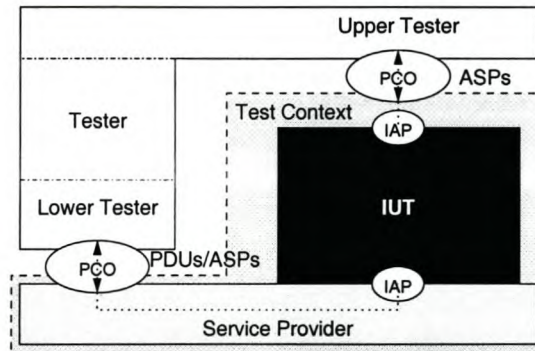 Upper Tester
PCO
ASPs
Tester
Test Context
IAP
Lower Tester
IUT
PCO
PDUs/ASPs
IAP
Service Provider